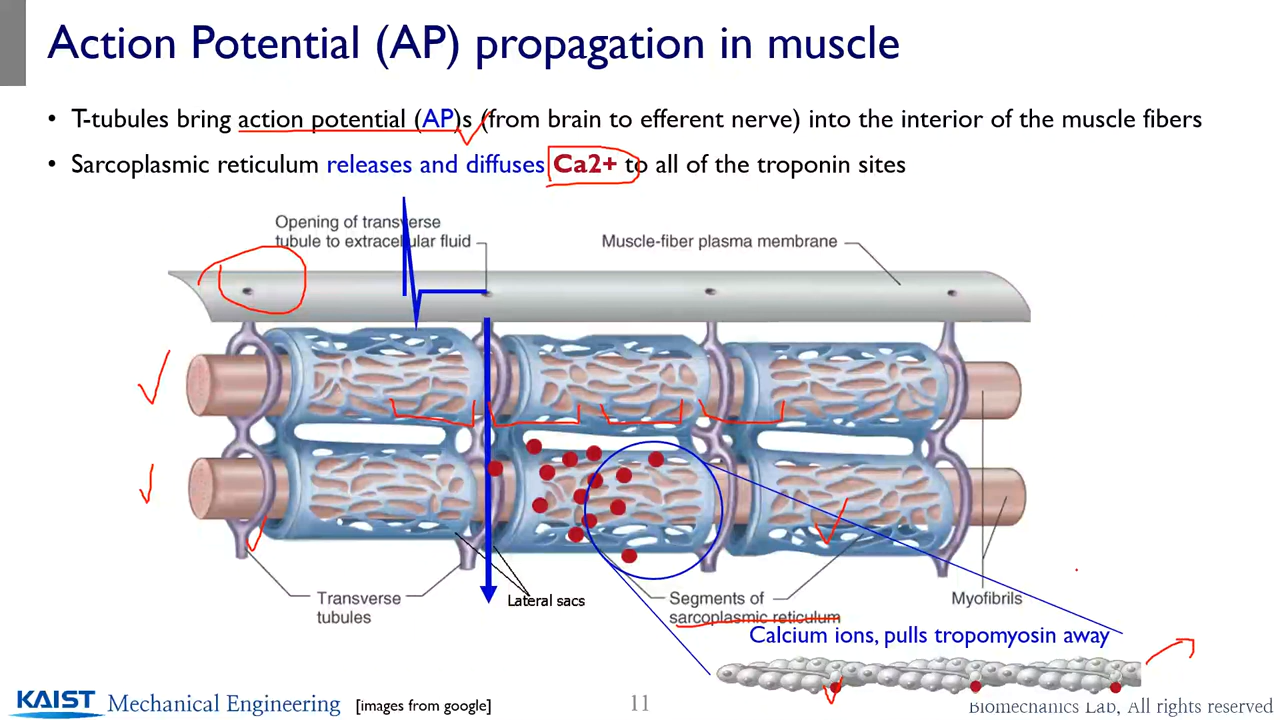 Action Potential (AP) propagation in muscle
• T-tubules bring action potential (AP)s (from brain to efferent nerve) into the interior of the muscle fibers
• Sarcoplasmic reticulum releases and diffuses Ca2+ to all of the troponin sites
Opening of transverse
tubule to extracellular fluid
Muscle-fiber plasma membrane
Transverse
tubules
Lateral sacs
Segments of
sarcoplasmic reticulum
Myofibrils
Calcium ions, pulls tropomyosin away
KAIST Mechanical Engineering
[images from google]
11
Biomechanics Lab, All rights reserved